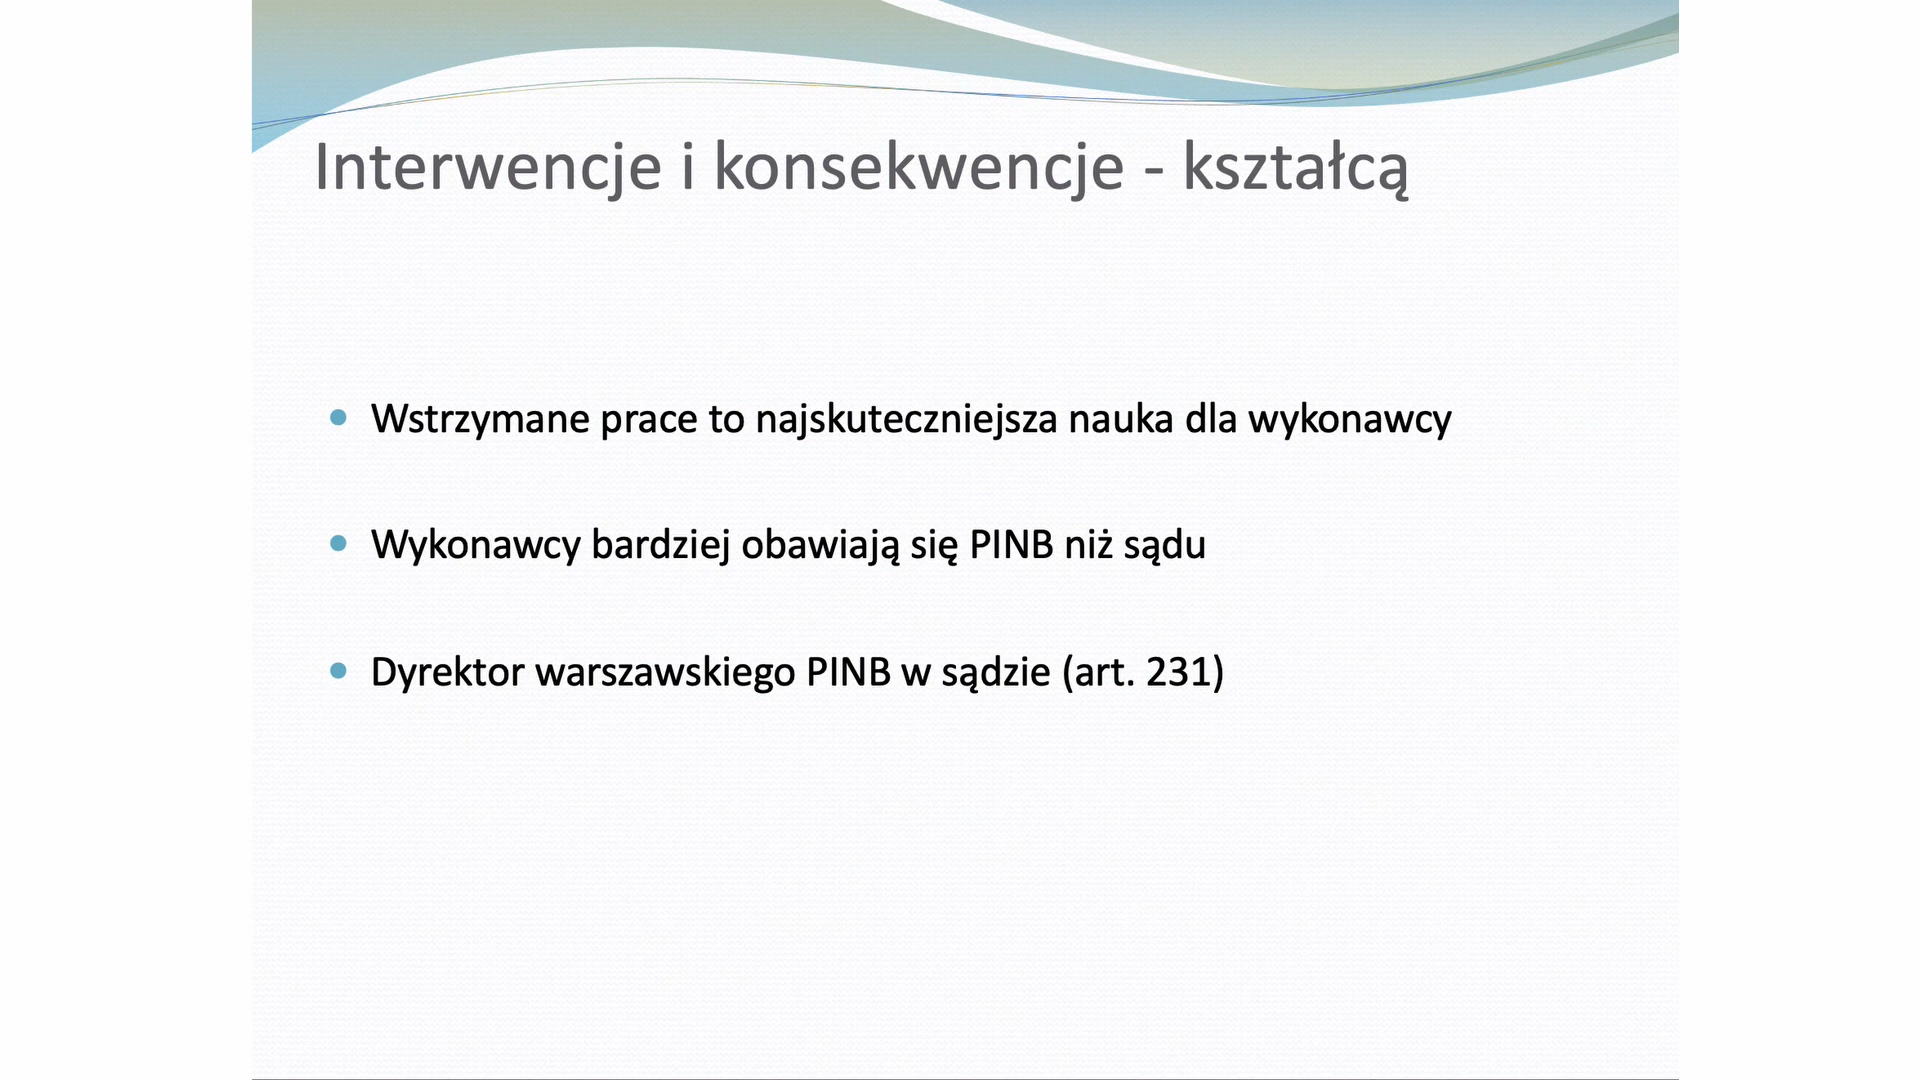 Interwencje i konsekwencje - kształcą
Wstrzymane prace to najskuteczniejsza nauka dla wykonawcy
Wykonawcy bardziej obawiają się PINB niż sądu
Dyrektor warszawskiego PINB w sądzie (art. 231)